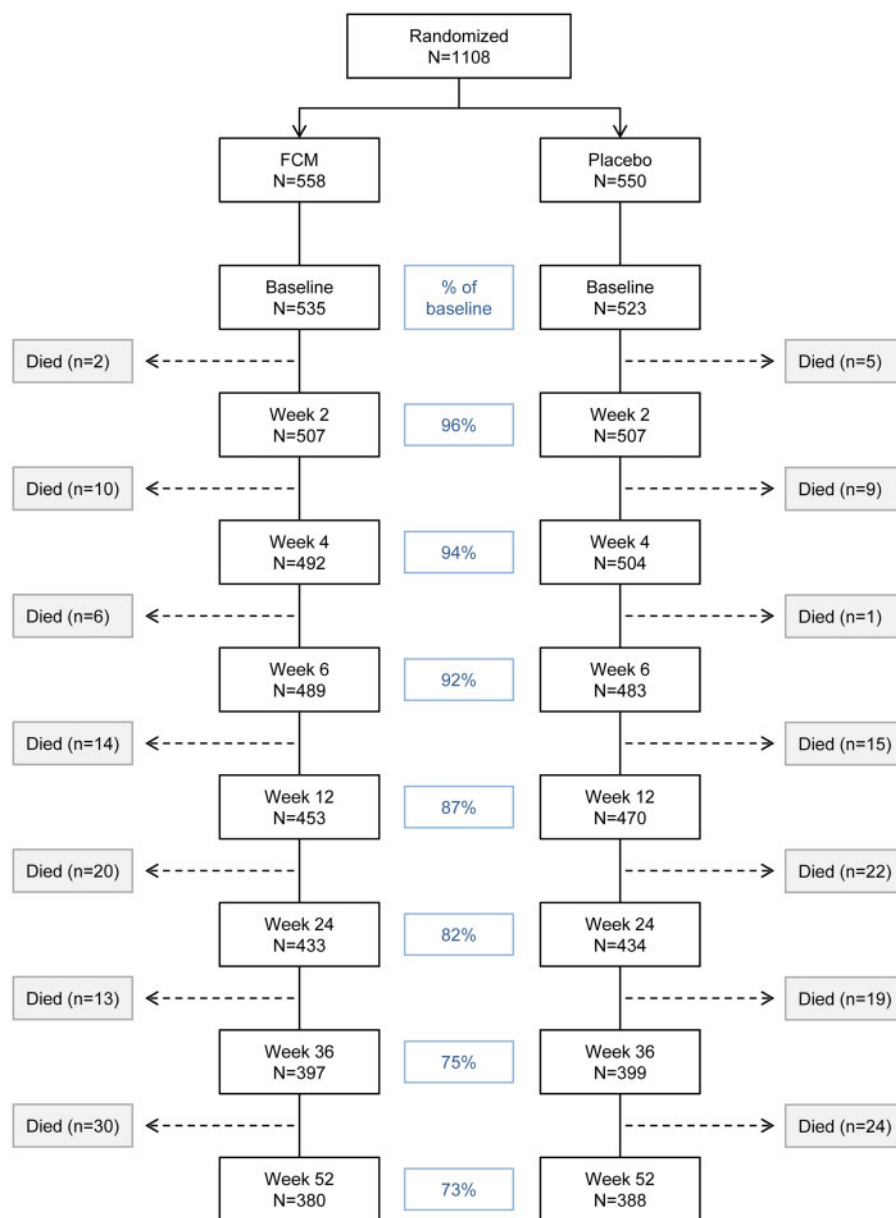 Randomized
N=1108
FCM
N=558
Placebo
N=550
Baseline
N=535
% of
baseline
Baseline
N=523
Died (n=2)
Died (n=5)
Week 2
N=507
96%
Week 2
N=507
Died (n=10)
Died (n=9)
Week 4
N=492
94%
Week 4
N=504
Died (n=6)
Died (n=1)
Week 6
N=489
92%
Week 6
N=483
Died (n=14)
Died (n=15)
Week 12
N=453
87%
Week 12
N=470
Died (n=20)
Died (n=22)
Week 24
N=433
82%
Week 24
N=434
Died (n=13)
Died (n=19)
Week 36
N=397
75%
Week 36
N=399
Died (n=30)
Died (n=24)
Week 52
N=380
73%
Week 52
N=388